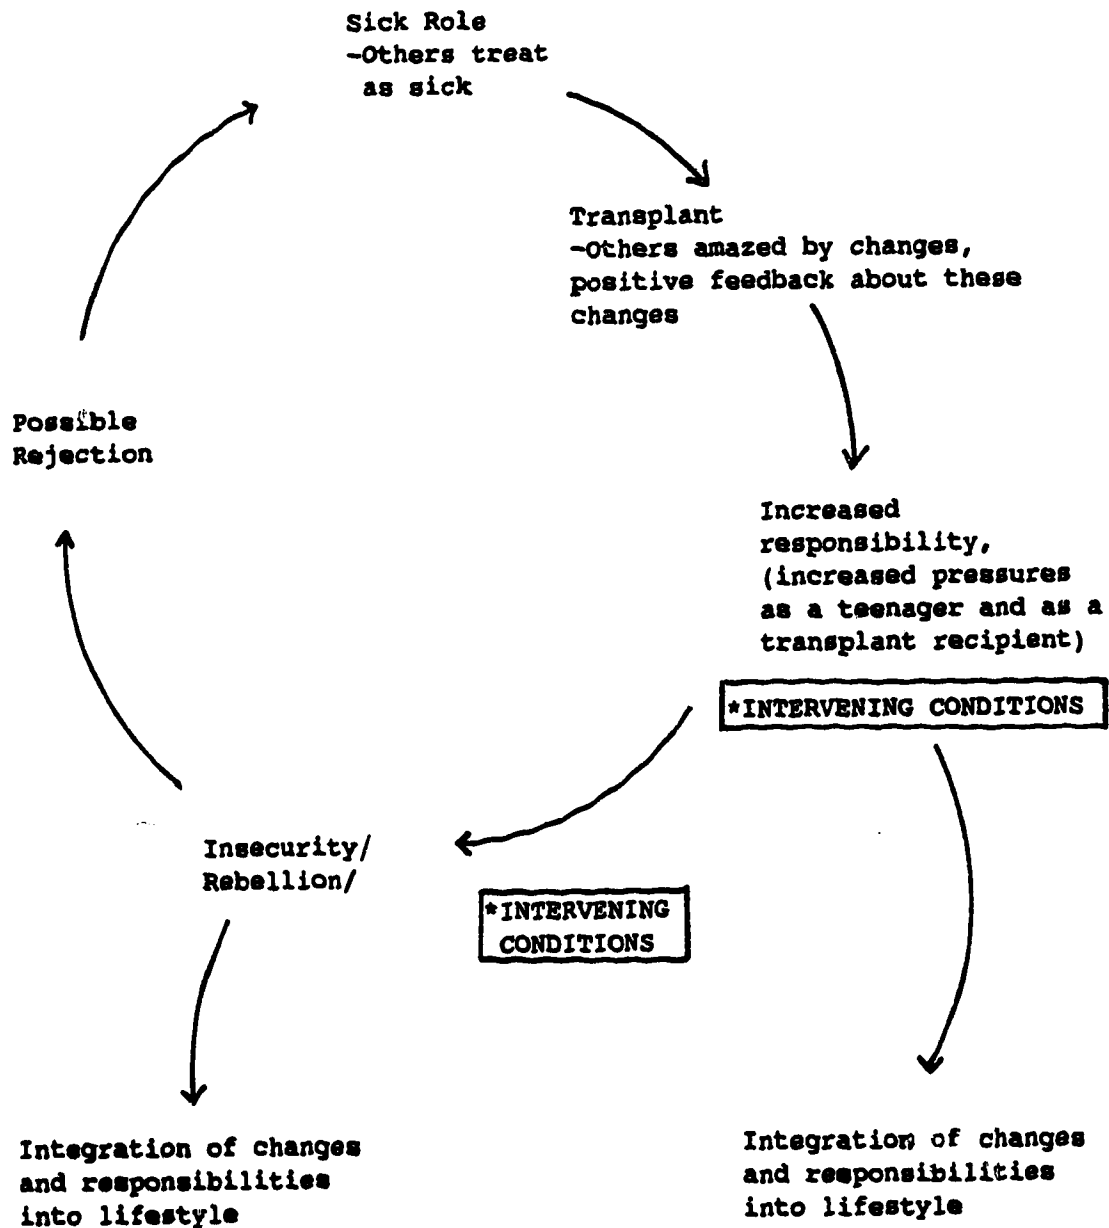 Sick Role
-Others treat
as sick
Transplant
-Others amazed by changes,
positive feedback about these
changes
Possible
Rejection
Increased
responsibility,
(increased pressures
as a teenager and as a
transplant recipient)
*INTERVENING CONDITIONS
Insecurity/
Rebellion/
*INTERVENING
CONDITIONS
Integration of changes
and responsibilities
into lifestyle
Integration of changes
and responsibilities
into lifestyle